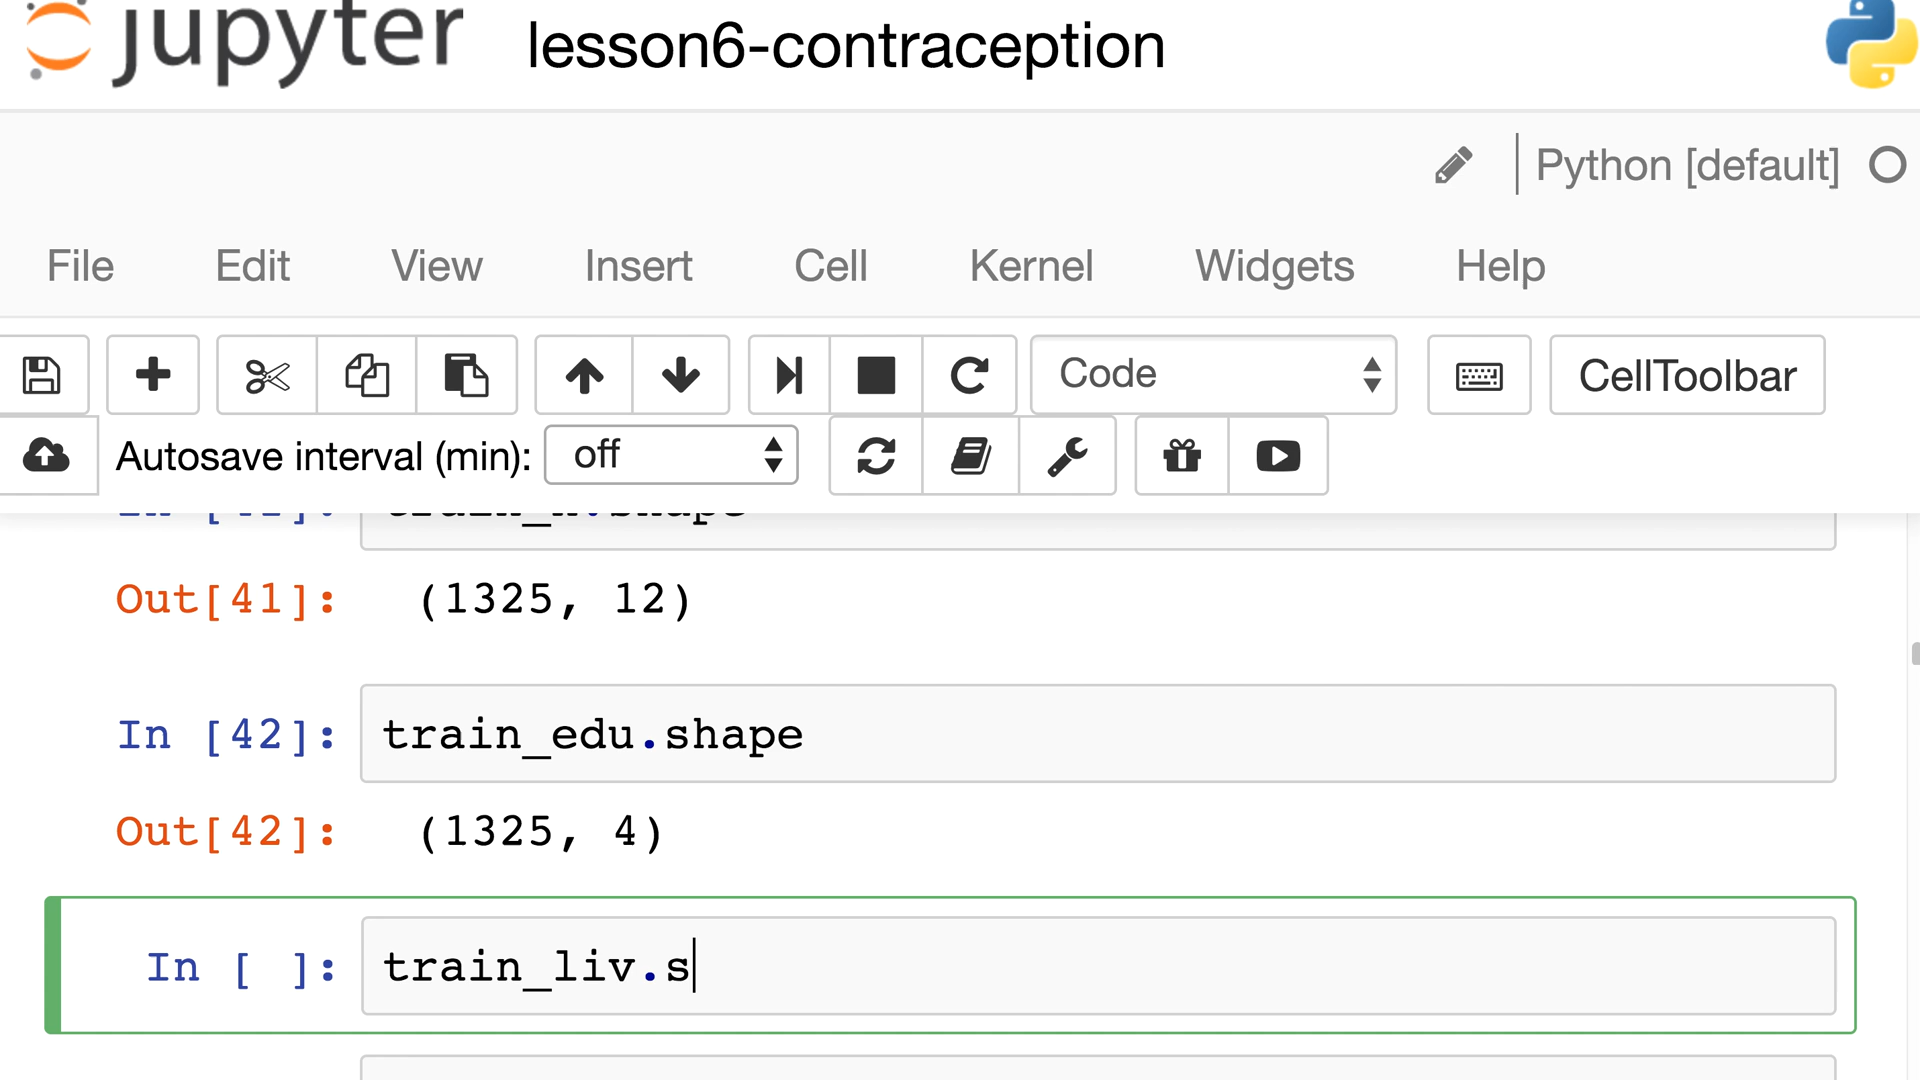 jupyter lesson6-contraception
Python [default]
File Edit View Insert Cell Kernel Widgets Help
Code CellToolbar
Autosave interval (min): off
Out[41]: (1325, 12)
In [42]: train_edu.shape
Out[42]: (1325, 4)
In [ ]: train_liv.s